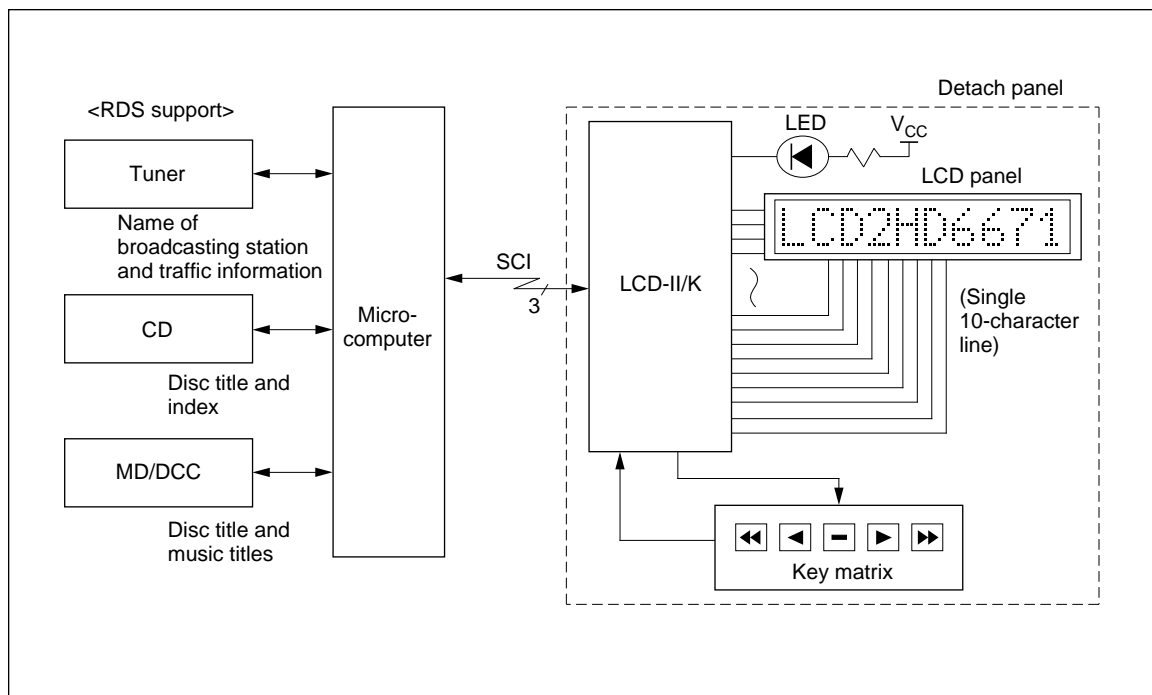 <RDS support>
Tuner
Name of
broadcasting station
and traffic information
CD
Disc title and
index
MD/DCC
Disc title and
music titles
Micro-
computer
SCI
3
Detach panel
LCD-II/K
LED
VCC
LCD panel
LCD2HD6671
(Single
10-character
line)
Key matrix